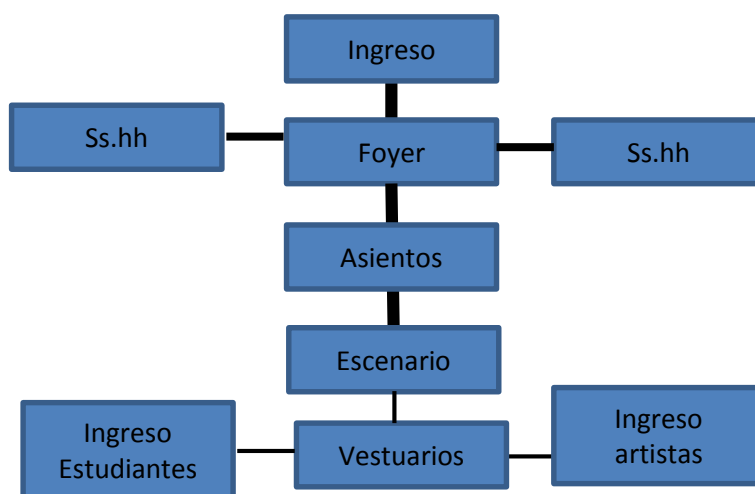 Ingreso
Ss.hh
Foyer
Ss.hh
Asientos
Escenario
Ingreso
Estudiantes
Vestuarios
Ingreso
artistas